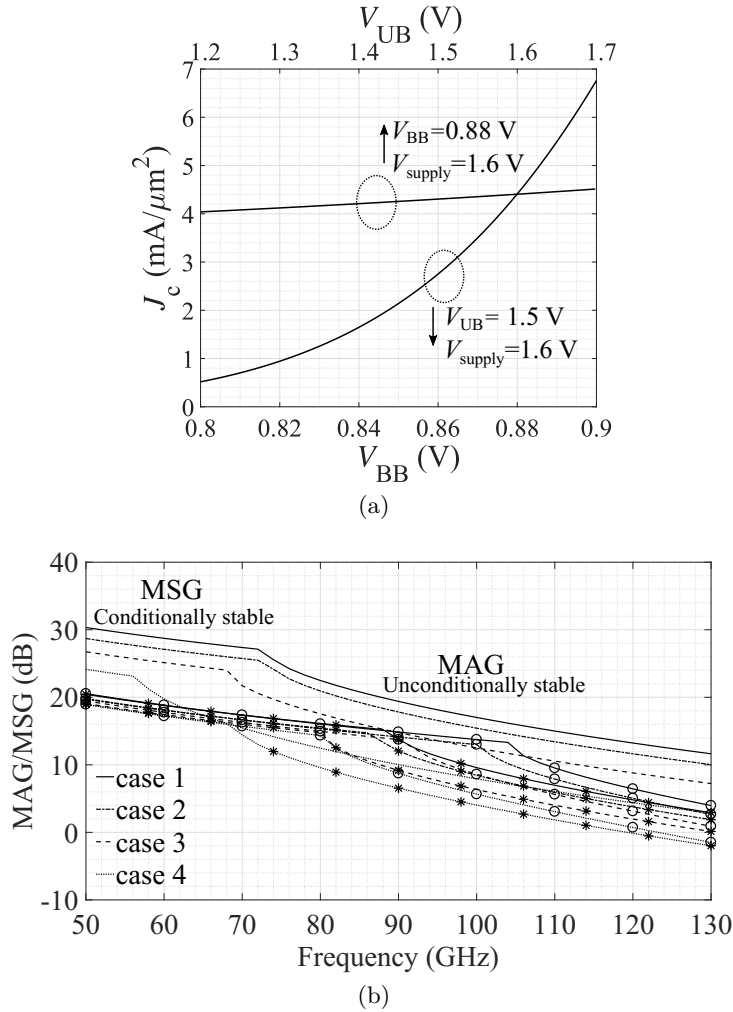 V_UB (V)
1.2 1.3 1.4 1.5 1.6 1.7
7
6
5
4
3
2
1
0
J_c (mA/μm²)
V_BB=0.88 V
V_supply=1.6 V
V_UB= 1.5 V
V_supply=1.6 V
0.8 0.82 0.84 0.86 0.88 0.9
V_BB (V)
(a)
40
30
20
10
0
-10
MAG/MSG (dB)
MSG
Conditionally stable
MAG
Unconditionally stable
case 1
case 2
case 3
case 4
50 60 70 80 90 100 110 120 130
Frequency (GHz)
(b)